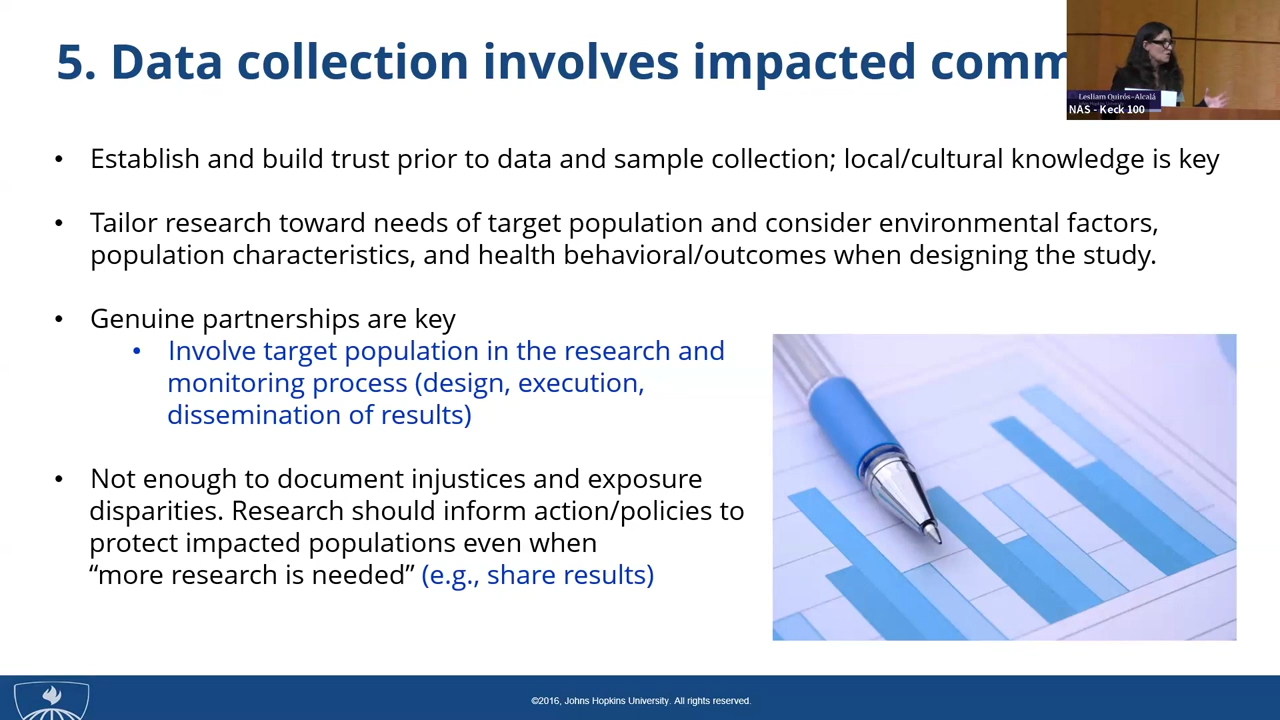 5. Data collection involves impacted comm
Lesliam Quirós-Alcalá
NAS - Keck 100
• Establish and build trust prior to data and sample collection; local/cultural knowledge is key
• Tailor research toward needs of target population and consider environmental factors,
population characteristics, and health behavioral/outcomes when designing the study.
• Genuine partnerships are key
• Involve target population in the research and
monitoring process (design, execution,
dissemination of results)
• Not enough to document injustices and exposure
disparities. Research should inform action/policies to
protect impacted populations even when
“more research is needed” (e.g., share results)
©2016, Johns Hopkins University. All rights reserved.